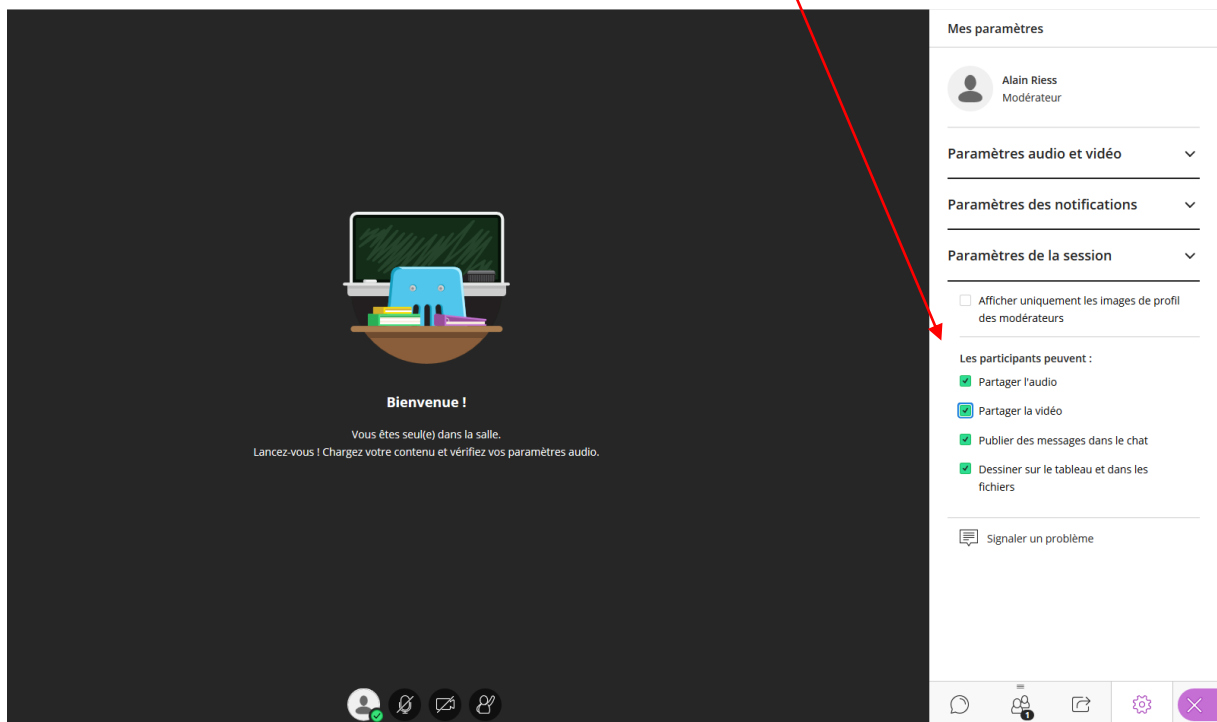 Mes paramètres
Alain Riess
Modérateur
Paramètres audio et vidéo
Paramètres des notifications
Paramètres de la session
Afficher uniquement les images de profil
des modérateurs
Les participants peuvent :
Partager l'audio
Partager la vidéo
Publier des messages dans le chat
Dessiner sur le tableau et dans les
fichiers
Signaler un problème
Bienvenue !
Vous êtes seul(e) dans la salle.
Lancez-vous ! Chargez votre contenu et vérifiez vos paramètres audio.
1